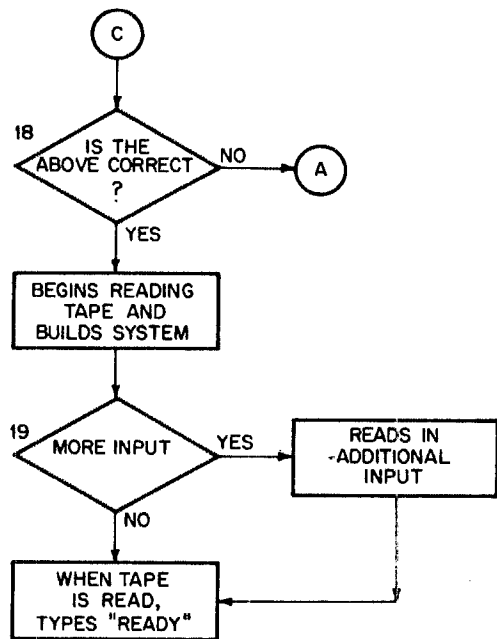 C
18
IS THE
ABOVE CORRECT
?
NO
A
YES
BEGINS READING
TAPE AND
BUILDS SYSTEM
19
MORE INPUT
YES
READS IN
ADDITIONAL
INPUT
NO
WHEN TAPE
IS READ,
TYPES "READY"